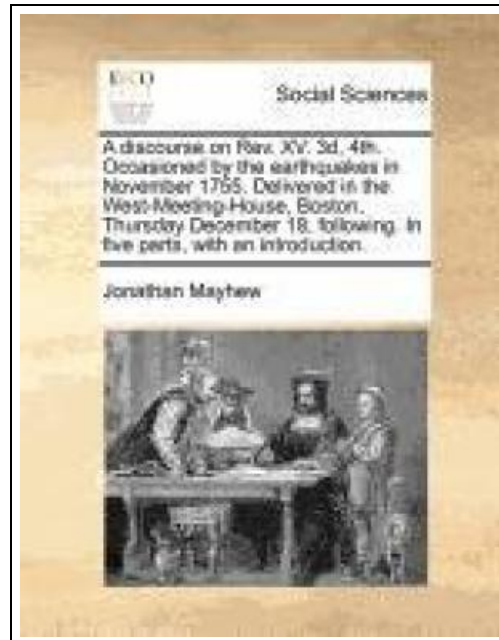 ECCO
Social Sciences
A discourse on Rev. XV. 3d, 4th.
Occasioned by the earthquakes in
November 1755. Delivered in the
West-Meeting-House, Boston,
Thursday December 18, following. In
five parts, with an introduction.
Jonathan Mayhew